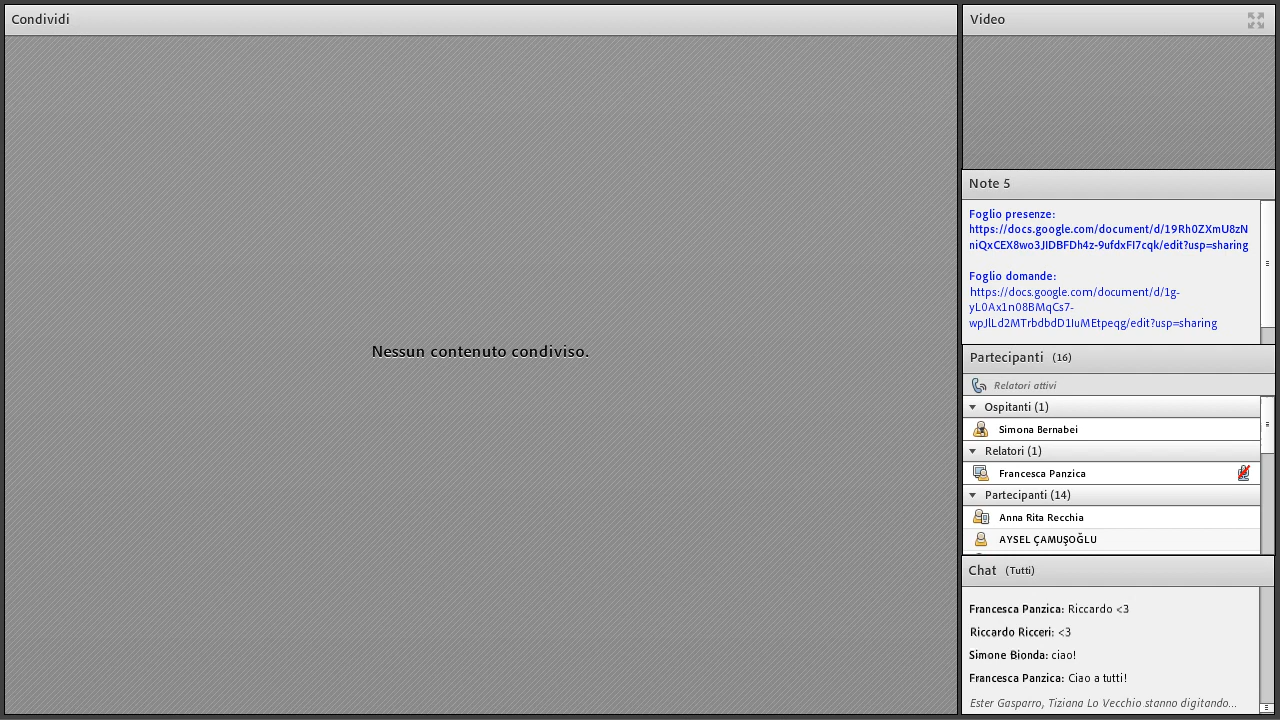 Condividi
Nessun contenuto condiviso.
Video
Note 5
Foglio presenze:
https://docs.google.com/document/d/19Rh0ZXmU8zN
niQxCEX8wo3JIDBFDh4z-9ufdxFI7cqk/edit?usp=sharing
Foglio domande:
https://docs.google.com/document/d/1g-
yL0Ax1n08BMqCs7-
wpJlLd2MTrbdbdD1IuMEtpeqg/edit?usp=sharing
Partecipanti (16)
Relatori attivi
Ospitanti (1)
Simona Bernabei
Relatori (1)
Francesca Panzica
Partecipanti (14)
Anna Rita Recchia
AYSEL ÇAMUŞOĞLU
Chat (Tutti)
Francesca Panzica: Riccardo <3
Riccardo Ricceri: <3
Simone Bionda: ciao!
Francesca Panzica: Ciao a tutti!
Ester Gasparro, Tiziana Lo Vecchio stanno digitando...